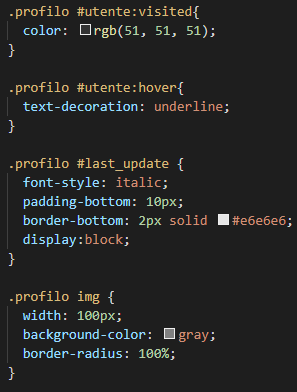 .profilo #utente:visited{
  color: rgb(51, 51, 51);
}

.profilo #utente:hover{
  text-decoration: underline;
}

.profilo #last_update {
  font-style: italic;
  padding-bottom: 10px;
  border-bottom: 2px solid #e6e6e6;
  display:block;
}

.profilo img {
  width: 100px;
  background-color: gray;
  border-radius: 100%;
}